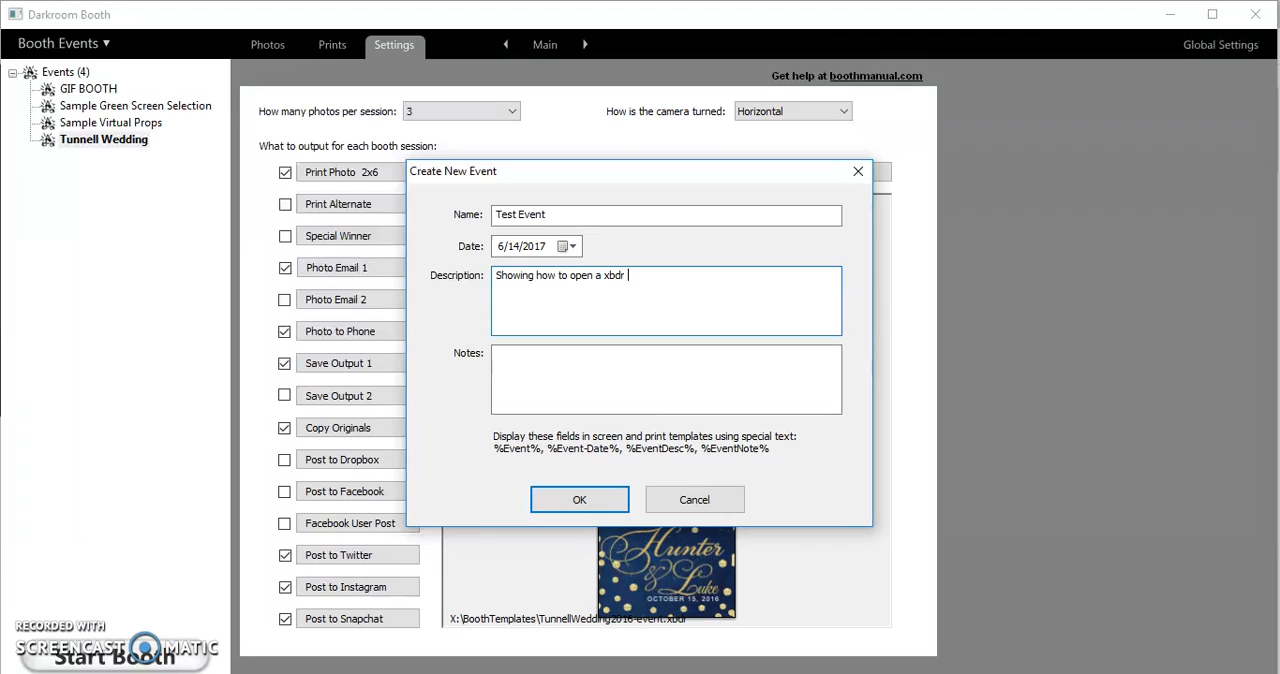 Darkroom Booth
Booth Events ▾
Photos
Prints
Settings
Main
Global Settings
Events (4)
GIF BOOTH
Sample Green Screen Selection
Sample Virtual Props
Tunnell Wedding
Get help at boothmanual.com
How many photos per session:
3
How is the camera turned:
Horizontal
What to output for each booth session:
Print Photo 2x6
Print Alternate
Special Winner
Photo Email 1
Photo Email 2
Photo to Phone
Save Output 1
Save Output 2
Copy Originals
Post to Dropbox
Post to Facebook
Facebook User Post
Post to Twitter
Post to Instagram
Post to Snapchat
Create New Event
Name:
Test Event
Date:
6/14/2017
Description:
Showing how to open a xbdr
Notes:
Display these fields in screen and print templates using special text:
%Event%, %Event-Date%, %EventDesc%, %EventNote%
OK
Cancel
Hunter
& Luke
OCTOBER 15, 2016
X:\BoothTemplates\TunnellWedding2016-event.xbdr
RECORDED WITH
SCREENCAST-O-MATIC
Start Booth